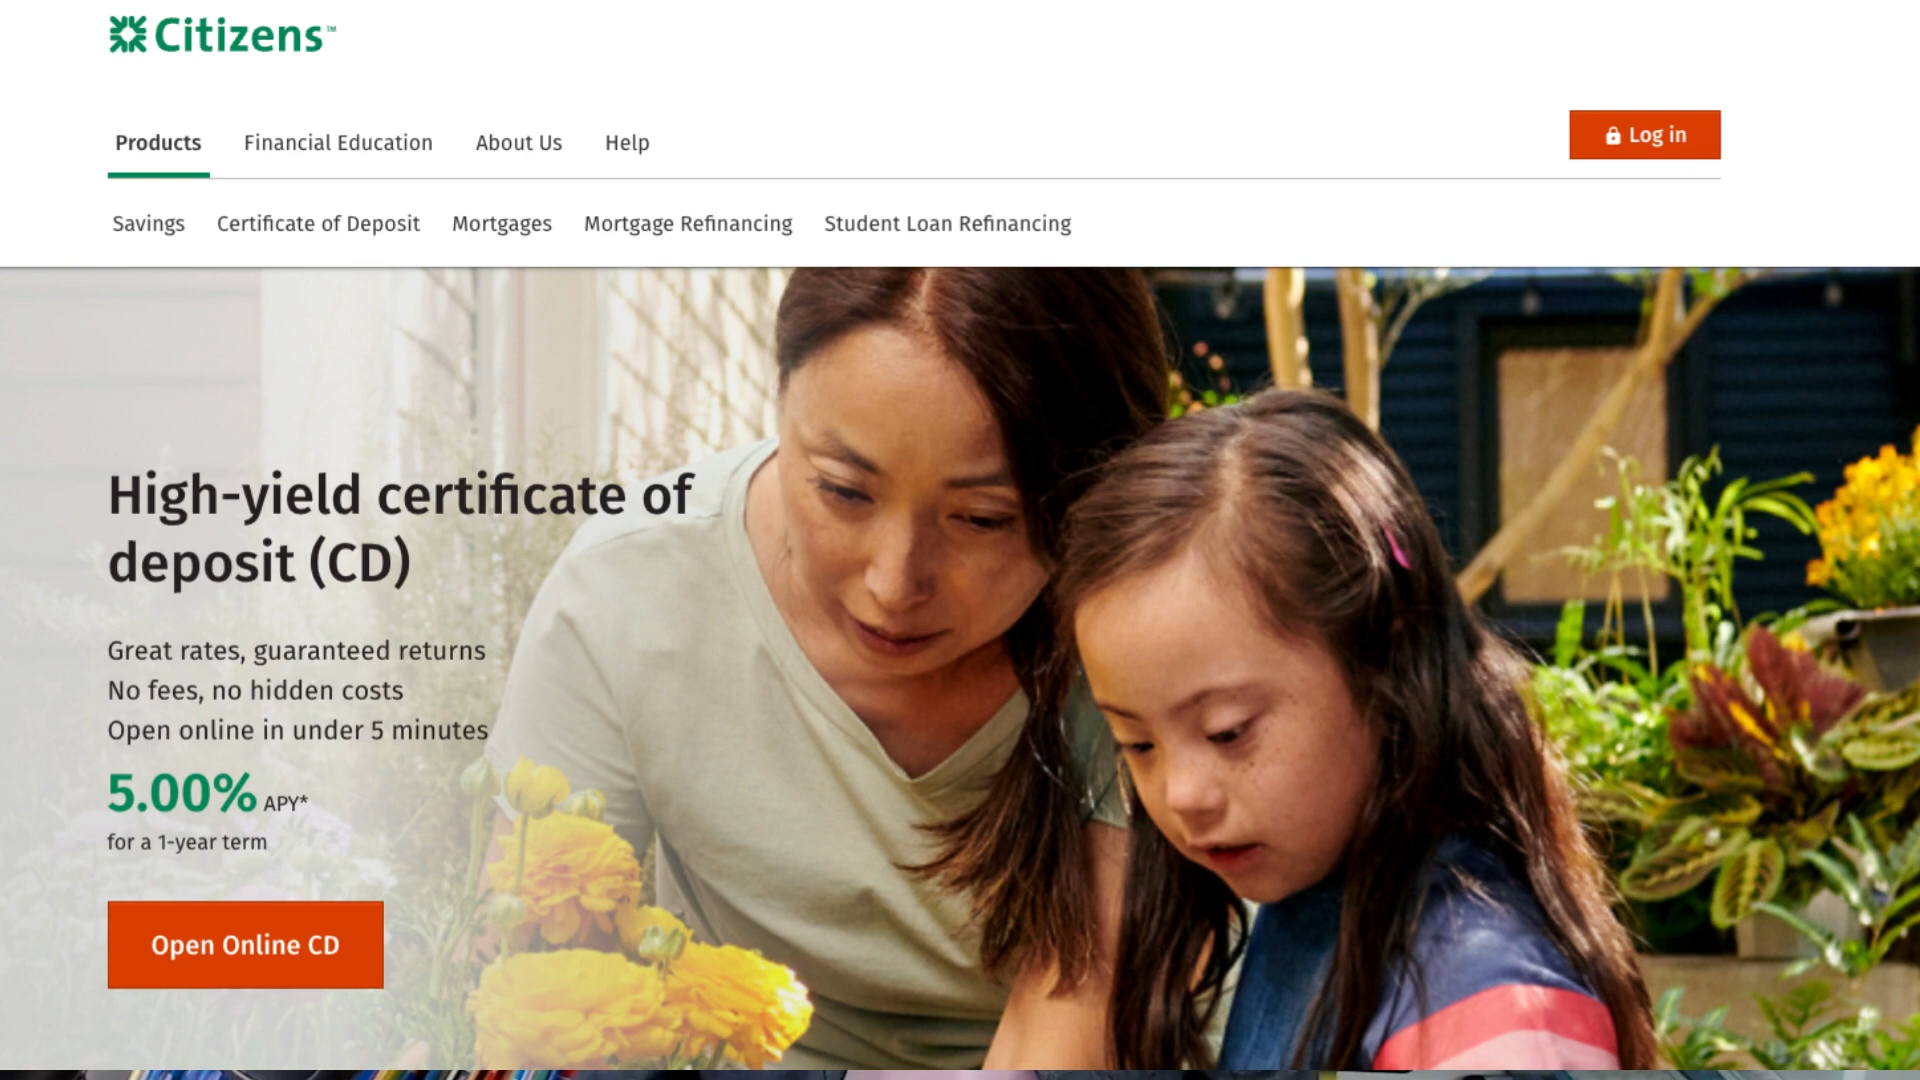 Citizens™
Products Financial Education About Us Help
Log in
Savings Certificate of Deposit Mortgages Mortgage Refinancing Student Loan Refinancing
High-yield certificate of
deposit (CD)
Great rates, guaranteed returns
No fees, no hidden costs
Open online in under 5 minutes
5.00% APY*
for a 1-year term
Open Online CD